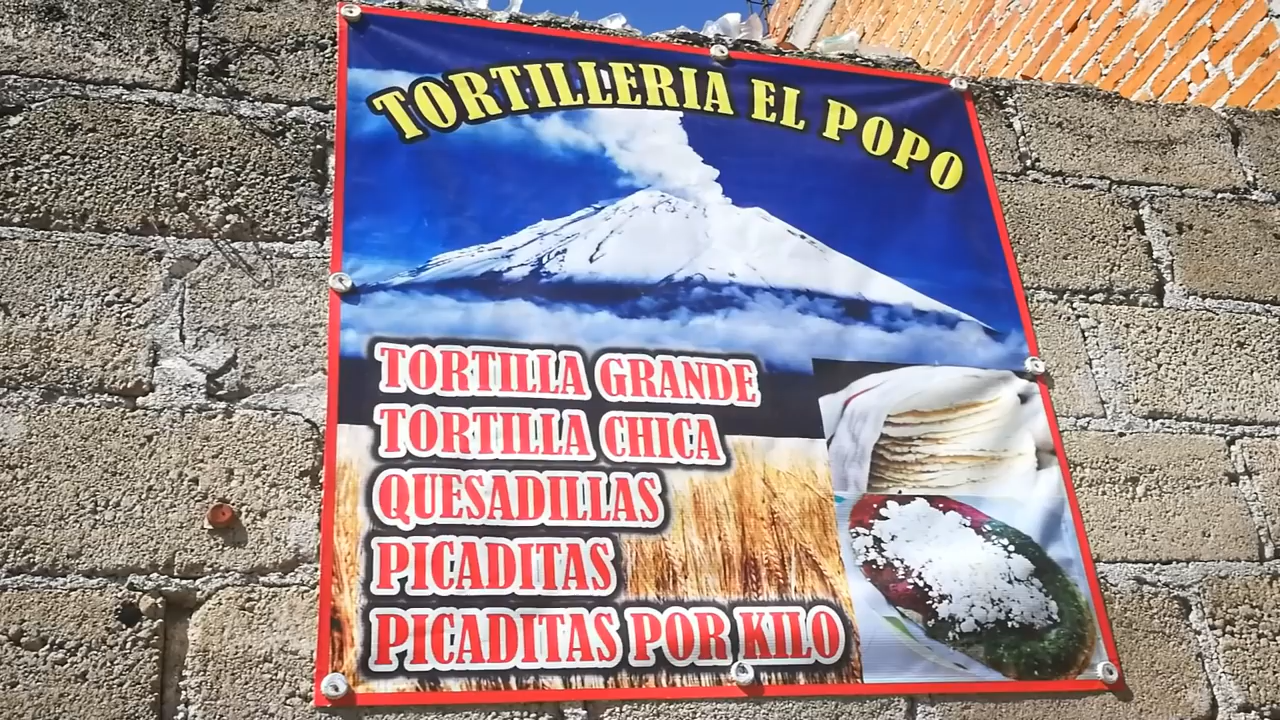 TORTILLERIA EL POPO
TORTILLA GRANDE
TORTILLA CHICA
QUESADILLAS
PICADITAS
PICADITAS POR KILO